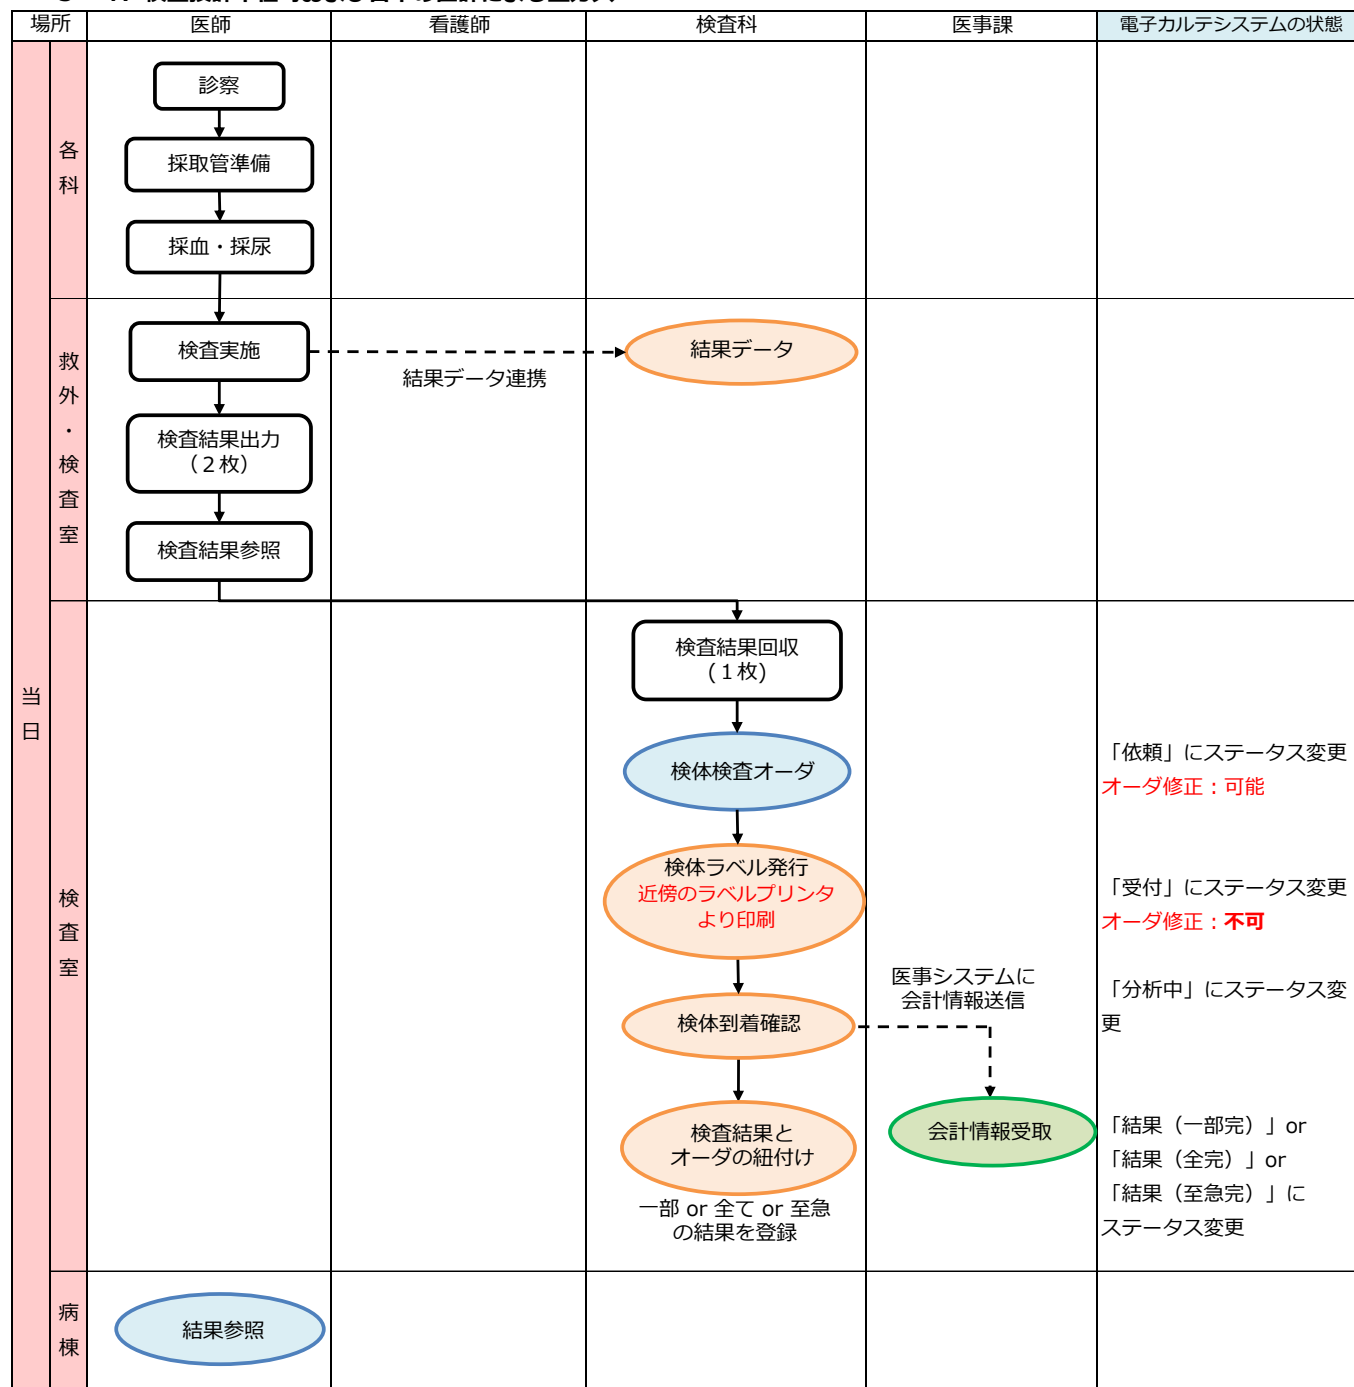 場所
医師
看護師
検査科
医事課
電子カルテシステムの状態
当日
各科
診察
採取管準備
採血・採尿
救外・検査室
検査実施
結果データ連携
結果データ
検査結果出力
（２枚）
検査結果参照
検査室
検査結果回収
(１枚)
検体検査オーダ
「依頼」にステータス変更
オーダ修正：可能
検体ラベル発行
近傍のラベルプリンタ
より印刷
「受付」にステータス変更
オーダ修正：不可
検体到着確認
医事システムに
会計情報送信
「分析中」にステータス変
更
検査結果と
オーダの紐付け
一部 or 全て or 至急
の結果を登録
会計情報受取
「結果（一部完）」or
「結果（全完）」or
「結果（至急完）」に
ステータス変更
病棟
結果参照